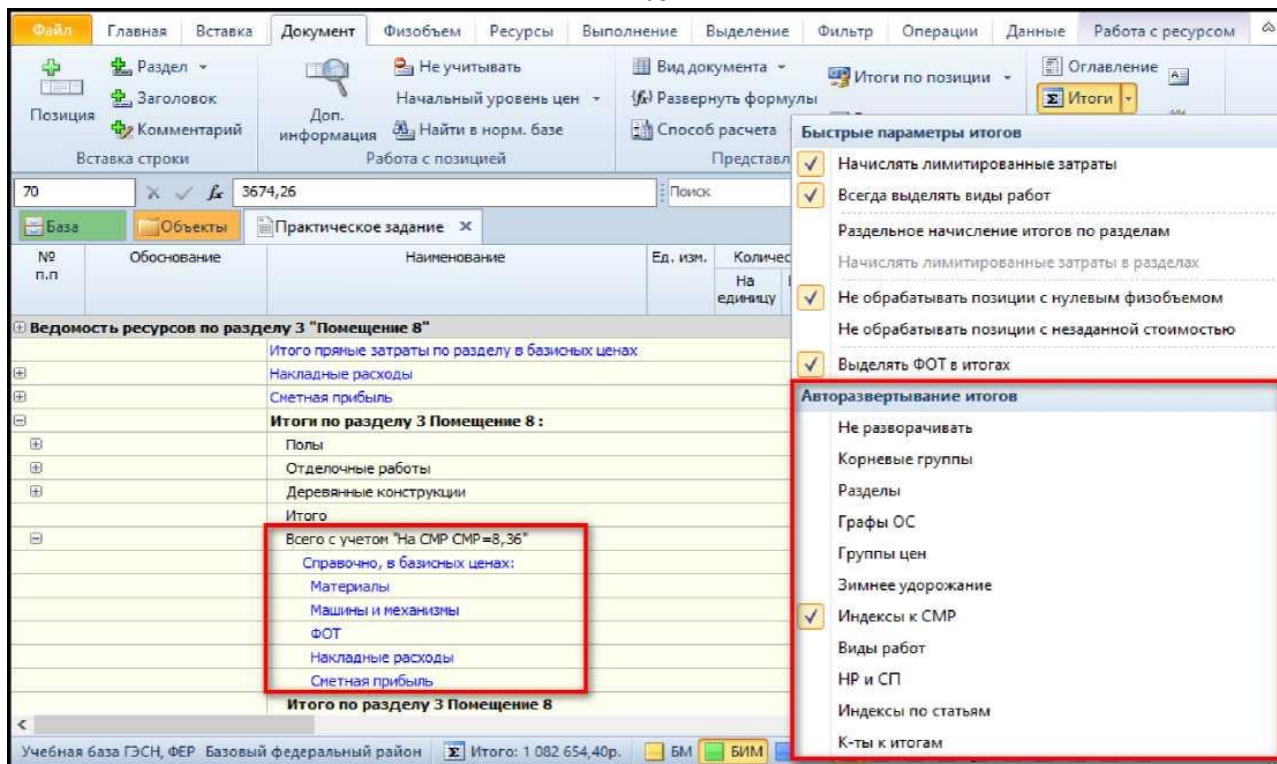 Файл Главная Вставка Документ Физобъем Ресурсы Выполнение Выделение Фильтр Операции Данные Работа с ресурсом
Позиция
Раздел
Заголовок
Комментарий
Вставка строки
Доп. информация
Не учитывать
Начальный уровень цен
Найти в норм. базе
Работа с позицией
Вид документа
Развернуть формулы
Способ расчета
Представл
Итоги по позиции
Оглавление
Итоги
70 fx 3674,26 Поиск
База Объекты Практическое задание
№ п.п Обоснование Наименование Ед. изм. Количес
На единицу
Ведомость ресурсов по разделу 3 "Помещение 8"
Итого прямые затраты по разделу в базисных ценах
Накладные расходы
Сметная прибыль
Итоги по разделу 3 Помещение 8 :
Полы
Отделочные работы
Деревянные конструкции
Итого
Всего с учетом "На СМР СМР=8,36"
Справочно, в базисных ценах:
Материалы
Машины и механизмы
ФОТ
Накладные расходы
Сметная прибыль
Итого по разделу 3 Помещение 8
Быстрые параметры итогов
Начислять лимитированные затраты
Всегда выделять виды работ
Раздельное начисление итогов по разделам
Начислять лимитированные затраты в разделах
Не обрабатывать позиции с нулевым физобъемом
Не обрабатывать позиции с незаданной стоимостью
Выделять ФОТ в итогах
Авторазвертывание итогов
Не разворачивать
Корневые группы
Разделы
Графы ОС
Группы цен
Зимнее удорожание
Индексы к СМР
Виды работ
НР и СП
Индексы по статьям
К-ты к итогам
Учебная база ГЭСН, ФЕР Базовый федеральный район Итого: 1 082 654,40р. БМ БИМ